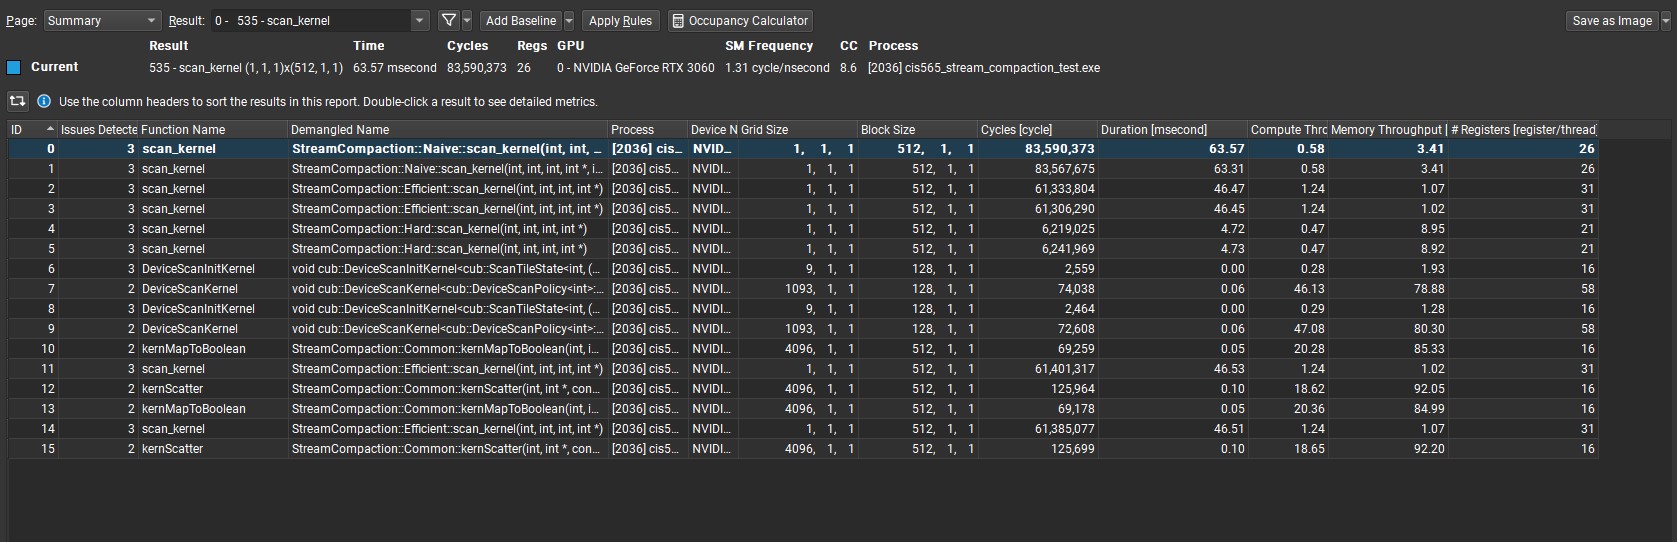 Page: Summary Result: 0 - 535 - scan_kernel Add Baseline Apply Rules Occupancy Calculator Save as Image
Result Time Cycles Regs GPU SM Frequency CC Process
Current 535 - scan_kernel (1, 1, 1)x(512, 1, 1) 63.57 msecond 83,590,373 26 0 - NVIDIA GeForce RTX 3060 1.31 cycle/nsecond 8.6 [2036] cis565_stream_compaction_test.exe
Use the column headers to sort the results in this report. Double-click a result to see detailed metrics.
ID Issues Detecte Function Name Demangled Name Process Device N Grid Size Block Size Cycles [cycle] Duration [msecond] Compute Thro Memory Throughput [ # Registers [register/thread]
0 3 scan_kernel StreamCompaction::Naive::scan_kernel(int, int, ... [2036] cis... NVID... 1, 1, 1 512, 1, 1 83,590,373 63.57 0.58 3.41 26
1 3 scan_kernel StreamCompaction::Naive::scan_kernel(int, int, int, int *, i... [2036] cis5... NVIDI... 1, 1, 1 512, 1, 1 83,567,675 63.31 0.58 3.41 26
2 3 scan_kernel StreamCompaction::Efficient::scan_kernel(int, int, int, int *) [2036] cis5... NVIDI... 1, 1, 1 512, 1, 1 61,333,804 46.47 1.24 1.07 31
3 3 scan_kernel StreamCompaction::Efficient::scan_kernel(int, int, int, int *) [2036] cis5... NVIDI... 1, 1, 1 512, 1, 1 61,306,290 46.45 1.24 1.02 31
4 3 scan_kernel StreamCompaction::Hard::scan_kernel(int, int, int, int *) [2036] cis5... NVIDI... 1, 1, 1 512, 1, 1 6,219,025 4.72 0.47 8.95 21
5 3 scan_kernel StreamCompaction::Hard::scan_kernel(int, int, int, int *) [2036] cis5... NVIDI... 1, 1, 1 512, 1, 1 6,241,969 4.73 0.47 8.92 21
6 3 DeviceScanInitKernel void cub::DeviceScanInitKernel<cub::ScanTileState<int, (... [2036] cis5... NVIDI... 9, 1, 1 128, 1, 1 2,559 0.00 0.28 1.93 16
7 2 DeviceScanKernel void cub::DeviceScanKernel<cub::DeviceScanPolicy<int>:... [2036] cis5... NVIDI... 1093, 1, 1 128, 1, 1 74,038 0.06 46.13 78.88 58
8 3 DeviceScanInitKernel void cub::DeviceScanInitKernel<cub::ScanTileState<int, (... [2036] cis5... NVIDI... 9, 1, 1 128, 1, 1 2,464 0.00 0.29 1.28 16
9 2 DeviceScanKernel void cub::DeviceScanKernel<cub::DeviceScanPolicy<int>:... [2036] cis5... NVIDI... 1093, 1, 1 128, 1, 1 72,608 0.06 47.08 80.30 58
10 2 kernMapToBoolean StreamCompaction::Common::kernMapToBoolean(int, i... [2036] cis5... NVIDI... 4096, 1, 1 512, 1, 1 69,259 0.05 20.28 85.33 16
11 3 scan_kernel StreamCompaction::Efficient::scan_kernel(int, int, int, int *) [2036] cis5... NVIDI... 1, 1, 1 512, 1, 1 61,401,317 46.53 1.24 1.02 31
12 2 kernScatter StreamCompaction::Common::kernScatter(int, int *, con... [2036] cis5... NVIDI... 4096, 1, 1 512, 1, 1 125,964 0.10 18.62 92.05 16
13 2 kernMapToBoolean StreamCompaction::Common::kernMapToBoolean(int, i... [2036] cis5... NVIDI... 4096, 1, 1 512, 1, 1 69,178 0.05 20.36 84.99 16
14 3 scan_kernel StreamCompaction::Efficient::scan_kernel(int, int, int, int *) [2036] cis5... NVIDI... 1, 1, 1 512, 1, 1 61,385,077 46.51 1.24 1.07 31
15 2 kernScatter StreamCompaction::Common::kernScatter(int, int *, con... [2036] cis5... NVIDI... 4096, 1, 1 512, 1, 1 125,699 0.10 18.65 92.20 16